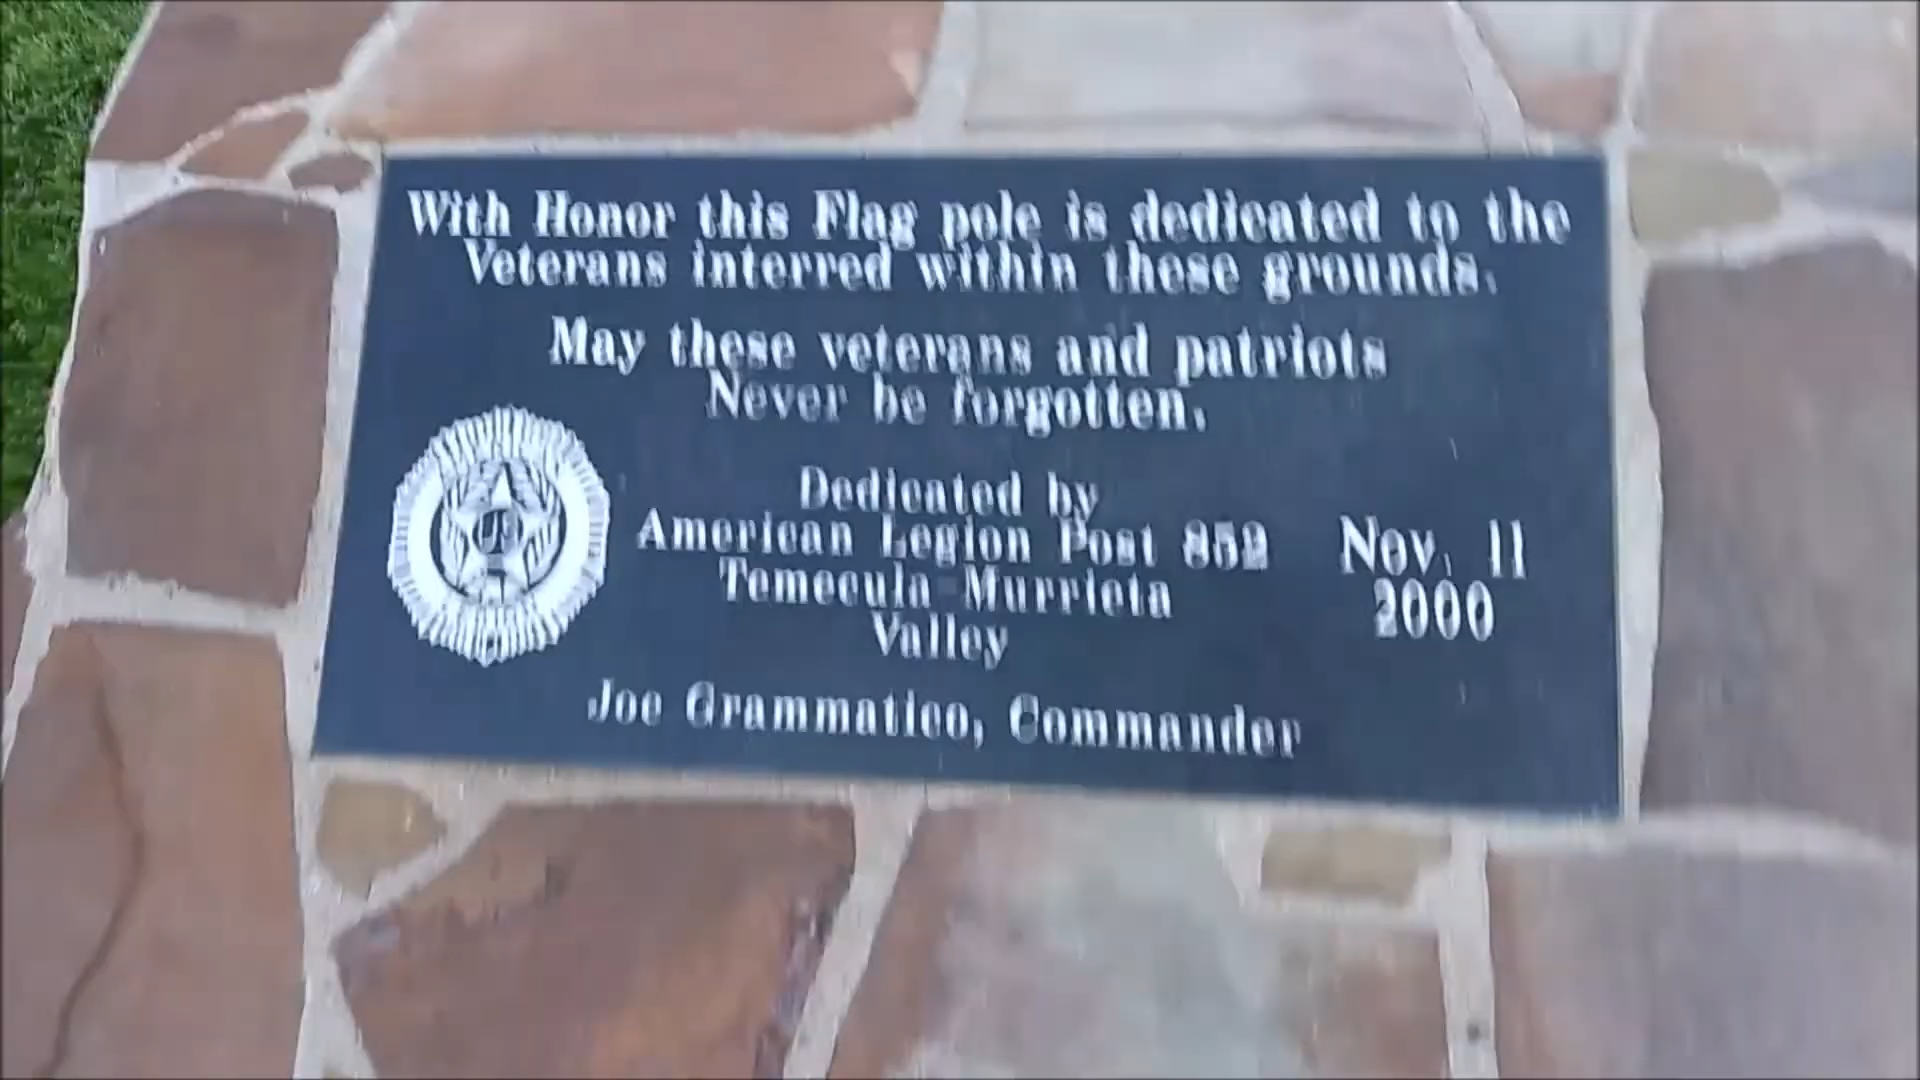 With Honor this Flag pole is dedicated to the
Veterans interred within these grounds.
May these veterans and patriots
Never be forgotten.
Dedicated by
American Legion Post 852
Temecula-Murrieta
Valley
Nov. 11
2000
Joe Grammatico, Commander